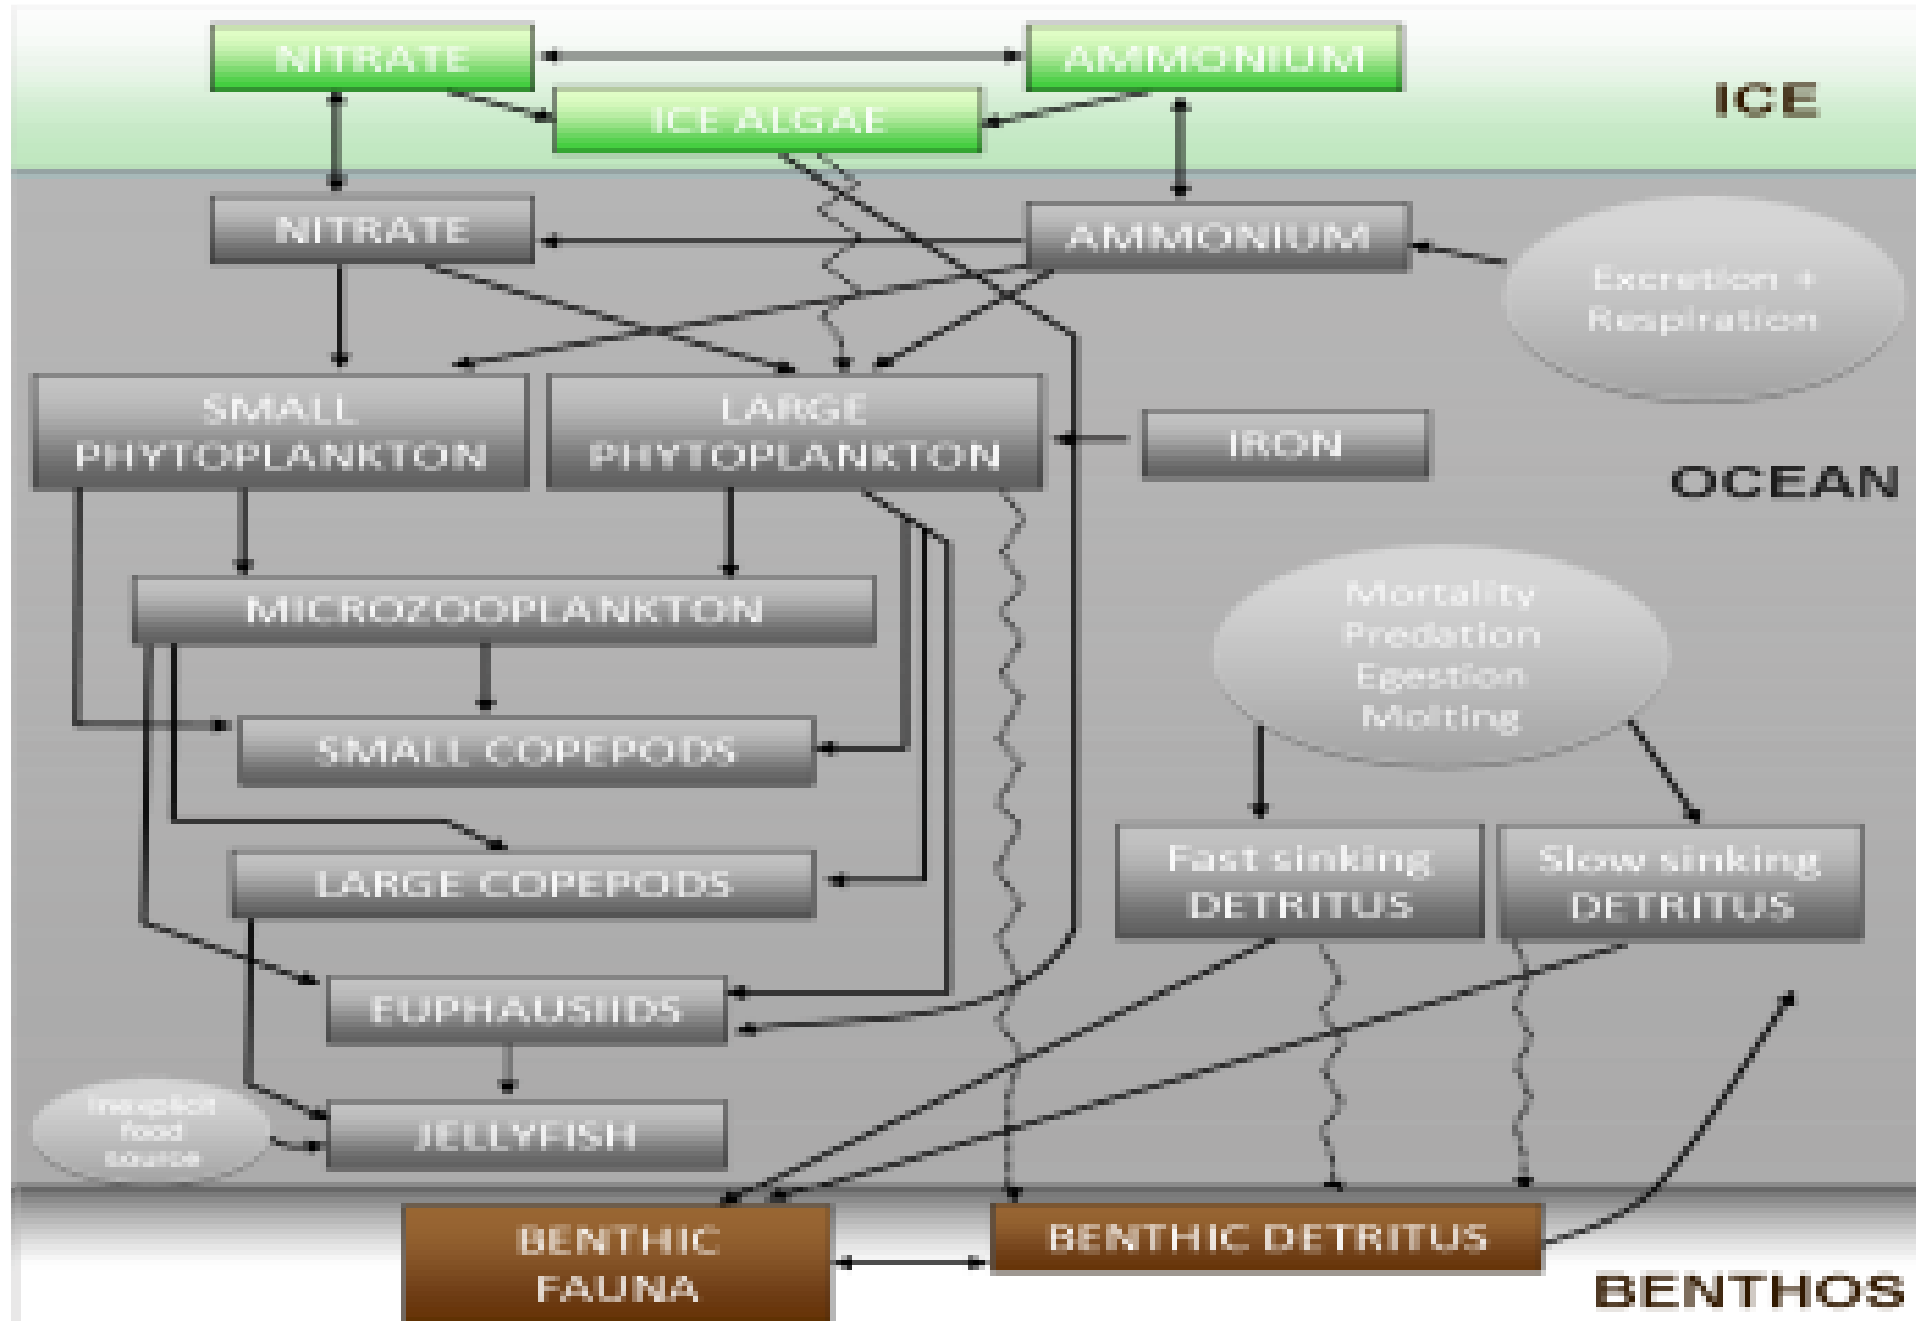 NITRATE
AMMONIUM
ICE ALGAE
ICE
NITRATE
AMMONIUM
Excretion +
Respiration
SMALL
PHYTOPLANKTON
LARGE
PHYTOPLANKTON
IRON
OCEAN
MICROZOOPLANKTON
Mortality
Predation
Egestion
Molting
SMALL COPEPODS
LARGE COPEPODS
Fast sinking
DETRITUS
Slow sinking
DETRITUS
EUPHAUSIIDS
Inexplicit
food
source
JELLYFISH
BENTHIC
FAUNA
BENTHIC DETRITUS
BENTHOS